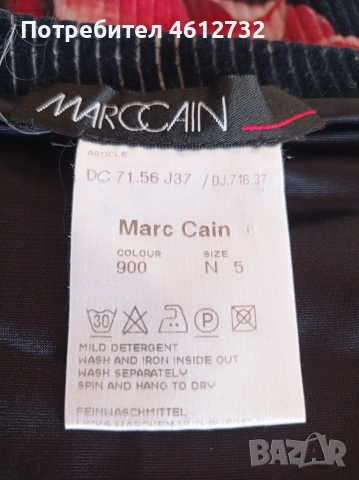 Потребител 4612732
MARCCAIN
ARTICLE
DC 71.56 J37 / DJ.716.37
Marc Cain
COLOUR SIZE
900 N 5
30 P
MILD DETERGENT
WASH AND IRON INSIDE OUT
WASH SEPARATELY
SPIN AND HANG TO DRY
FEINWASCHMITTEL
BAZAR